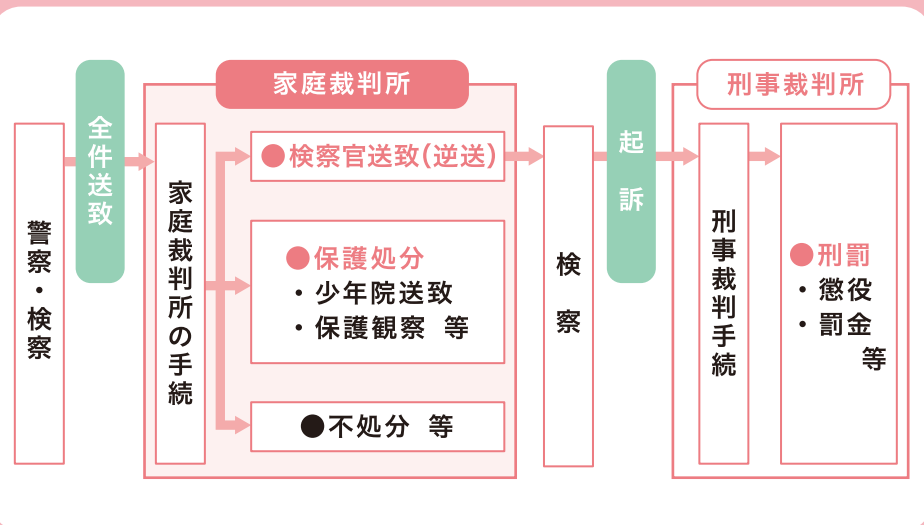 警察・検察
全件送致
家庭裁判所
家庭裁判所の手続
●検察官送致(逆送)
●保護処分
・少年院送致
・保護観察 等
●不処分 等
検察
起訴
刑事裁判所
刑事裁判手続
●刑罰
・懲役
・罰金
等